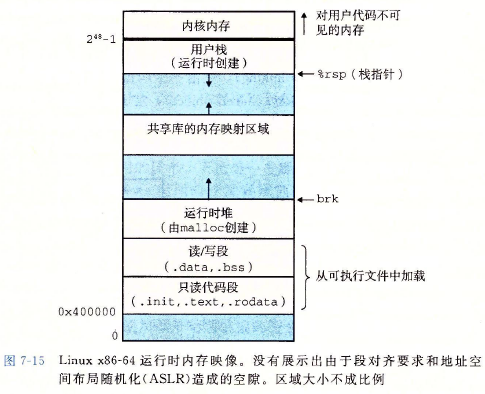 内核内存
对用户代码不可
见的内存
2⁴⁸-1
用户栈
(运行时创建)
%rsp (栈指针)
共享库的内存映射区域
brk
运行时堆
(由malloc创建)
读/写段
(.data,.bss)
从可执行文件中加载
只读代码段
(.init,.text,.rodata)
0x400000
0
图 7-15 Linux x86-64 运行时内存映像。没有展示出由于段对齐要求和地址空
间布局随机化(ASLR)造成的空隙。区域大小不成比例